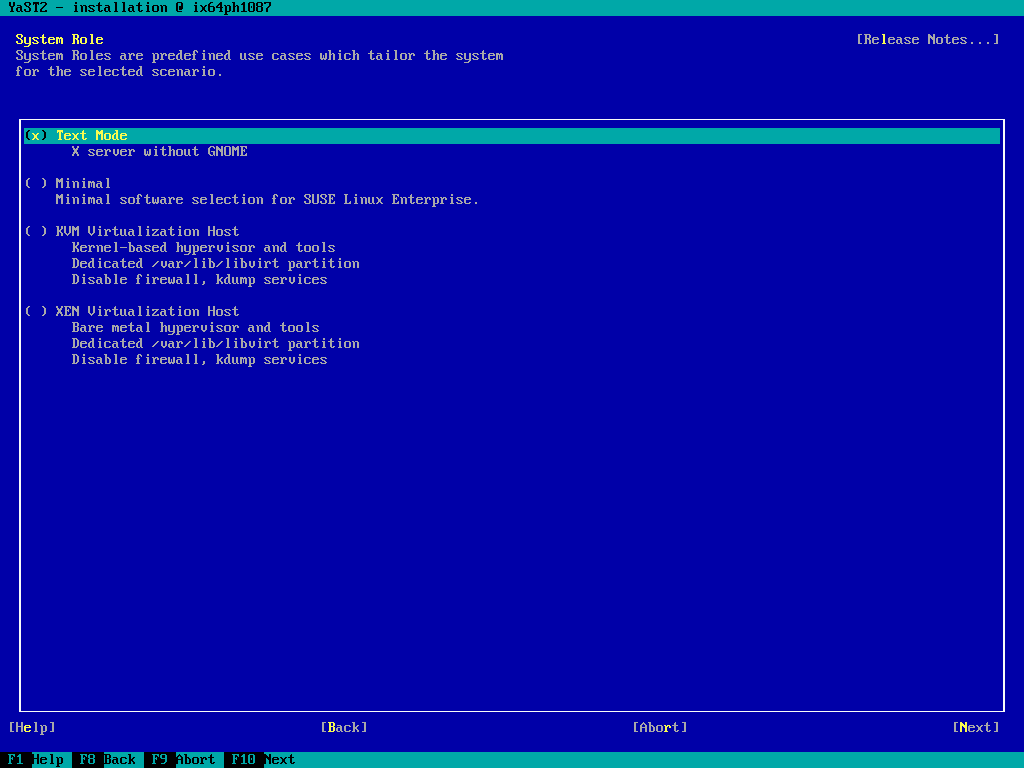 YaST2 - installation @ ix64ph1087
System Role
[Release Notes...]
System Roles are predefined use cases which tailor the system
for the selected scenario.
(x) Text Mode
X server without GNOME
( ) Minimal
Minimal software selection for SUSE Linux Enterprise.
( ) KVM Virtualization Host
Kernel-based hypervisor and tools
Dedicated /var/lib/libvirt partition
Disable firewall, kdump services
( ) XEN Virtualization Host
Bare metal hypervisor and tools
Dedicated /var/lib/libvirt partition
Disable firewall, kdump services
[Help] [Back] [Abort] [Next]
F1 Help F8 Back F9 Abort F10 Next